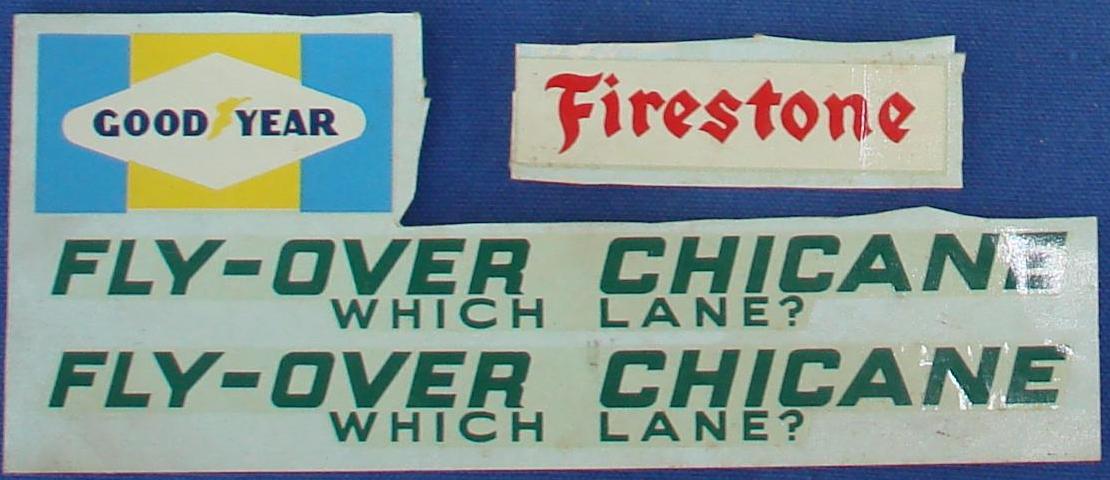 GOOD YEAR
Firestone
FLY-OVER CHICANE
WHICH LANE?
FLY-OVER CHICANE
WHICH LANE?